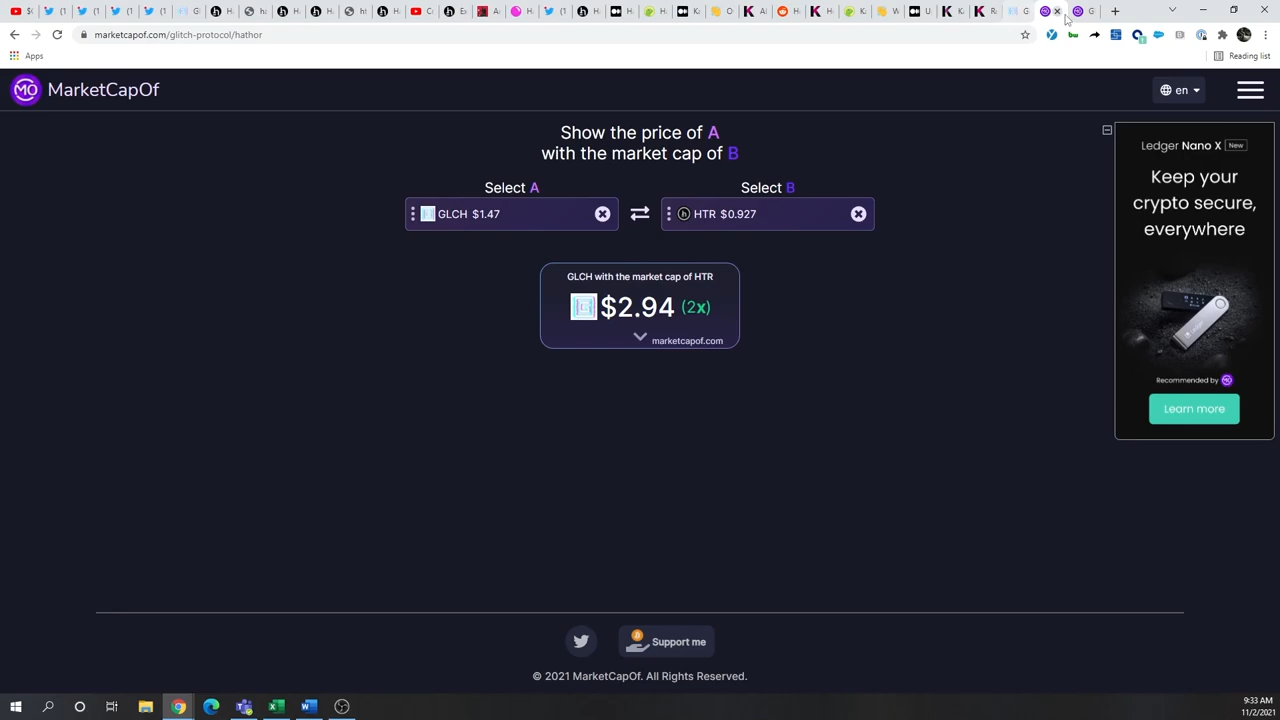 marketcapof.com/glitch-protocol/hathor
Apps
Reading list
MarketCapOf
en
Show the price of A
with the market cap of B
Select A
Select B
GLCH $1.47
HTR $0.927
GLCH with the market cap of HTR
$2.94 (2x)
marketcapof.com
Ledger Nano X New
Keep your
crypto secure,
everywhere
Recommended by MO
Learn more
Support me
© 2021 MarketCapOf. All Rights Reserved.
9:33 AM
11/2/2021